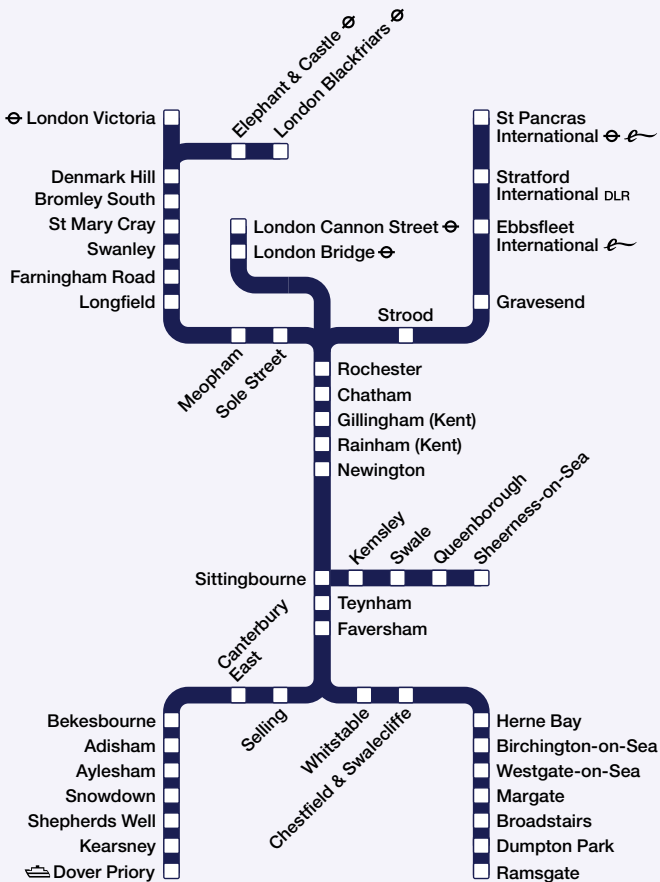 Elephant & Castle
London Blackfriars
London Victoria
St Pancras
International
Denmark Hill
Stratford
International DLR
Bromley South
St Mary Cray
London Cannon Street
Ebbsfleet
International
Swanley
London Bridge
Farningham Road
Longfield
Gravesend
Strood
Meopham
Sole Street
Rochester
Chatham
Gillingham (Kent)
Rainham (Kent)
Newington
Kemsley
Swale
Queenborough
Sheerness-on-Sea
Sittingbourne
Teynham
Faversham
Canterbury
East
Selling
Whitstable
Chestfield & Swalecliffe
Bekesbourne
Herne Bay
Adisham
Birchington-on-Sea
Aylesham
Westgate-on-Sea
Snowdown
Margate
Shepherds Well
Broadstairs
Kearsney
Dumpton Park
Dover Priory
Ramsgate